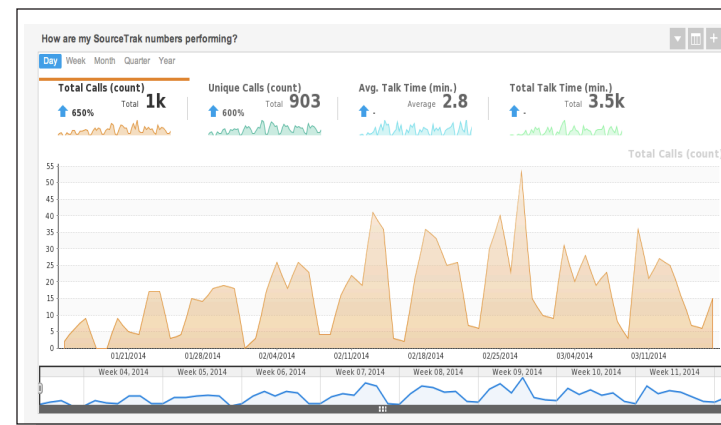 How are my SourceTrak numbers performing?
Day Week Month Quarter Year
Total Calls (count) Unique Calls (count) Avg. Talk Time (min.) Total Talk Time (min.)
650% Total 1k 600% Total 903 - Average 2.8 - Total 3.5k
Total Calls (count)
55
50
45
40
35
30
25
20
15
10
5
0
01/21/2014 01/28/2014 02/04/2014 02/11/2014 02/18/2014 02/25/2014 03/04/2014 03/11/2014
Week 04, 2014 Week 05, 2014 Week 06, 2014 Week 07, 2014 Week 08, 2014 Week 09, 2014 Week 10, 2014 Week 11, 2014